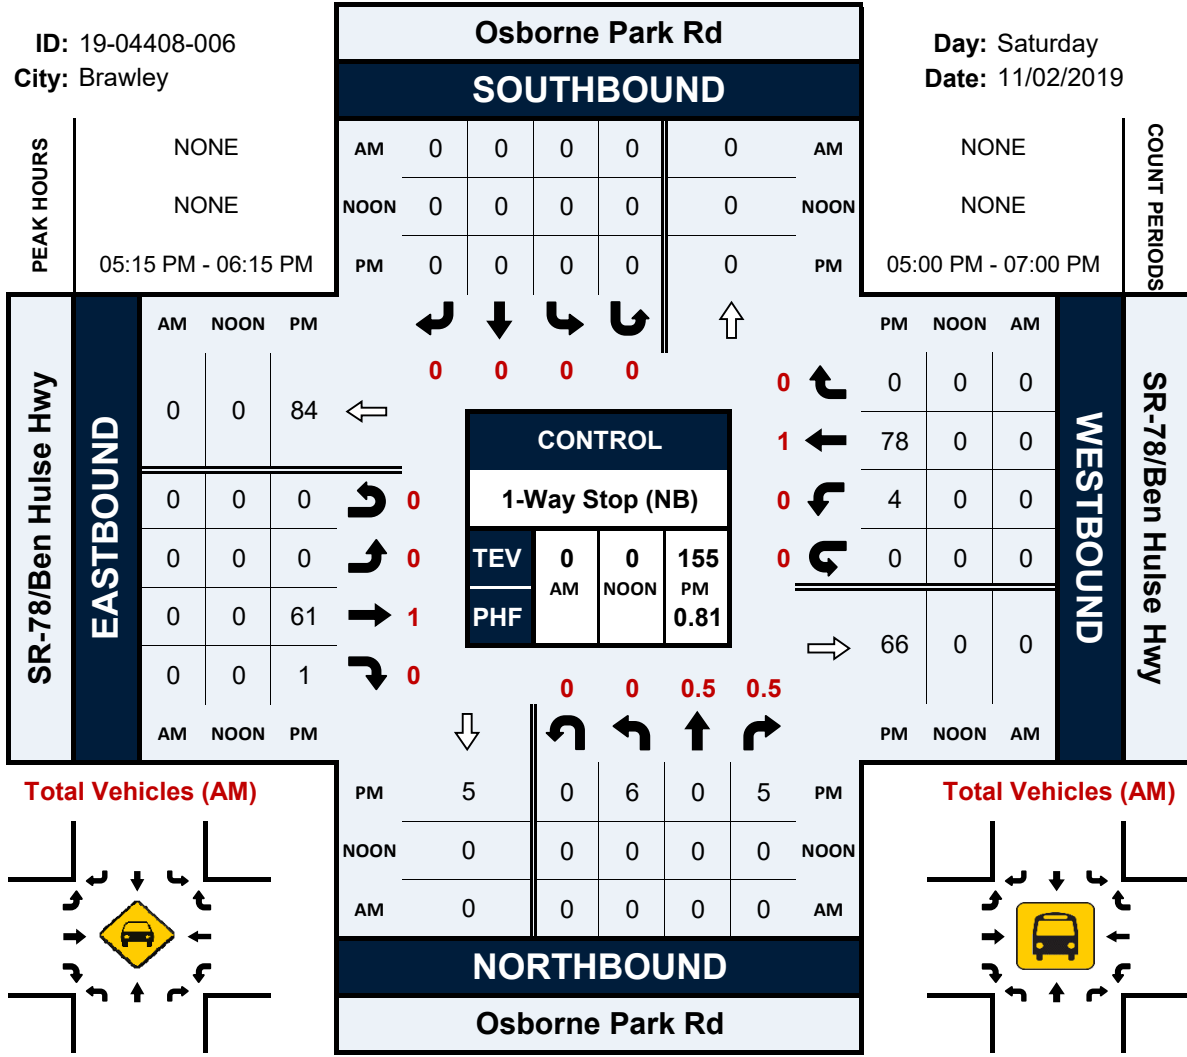 ID: 19-04408-006
City: Brawley
Osborne Park Rd
SOUTHBOUND
Day: Saturday
Date: 11/02/2019
PEAK HOURS
NONE
NONE
05:15 PM - 06:15 PM
AM 0 0 0 0 0 AM
NOON 0 0 0 0 0 NOON
PM 0 0 0 0 0 PM
NONE
NONE
05:00 PM - 07:00 PM
COUNT PERIODS
0 0 0 0
SR-78/Ben Hulse Hwy
EASTBOUND
AM NOON PM
0 0 84
0 0 0 0
0 0 0 0
0 0 61 1
0 0 1 0
AM NOON PM
CONTROL
1-Way Stop (NB)
TEV 0 0 155
AM NOON PM
PHF 0.81
PM NOON AM
0 0 0 0
1 78 0 0
0 4 0 0
0 0 0 0
66 0 0
PM NOON AM
WESTBOUND
SR-78/Ben Hulse Hwy
0 0 0.5 0.5
PM 5 0 6 0 5 PM
NOON 0 0 0 0 0 NOON
AM 0 0 0 0 0 AM
NORTHBOUND
Osborne Park Rd
Total Vehicles (AM)
Total Vehicles (AM)